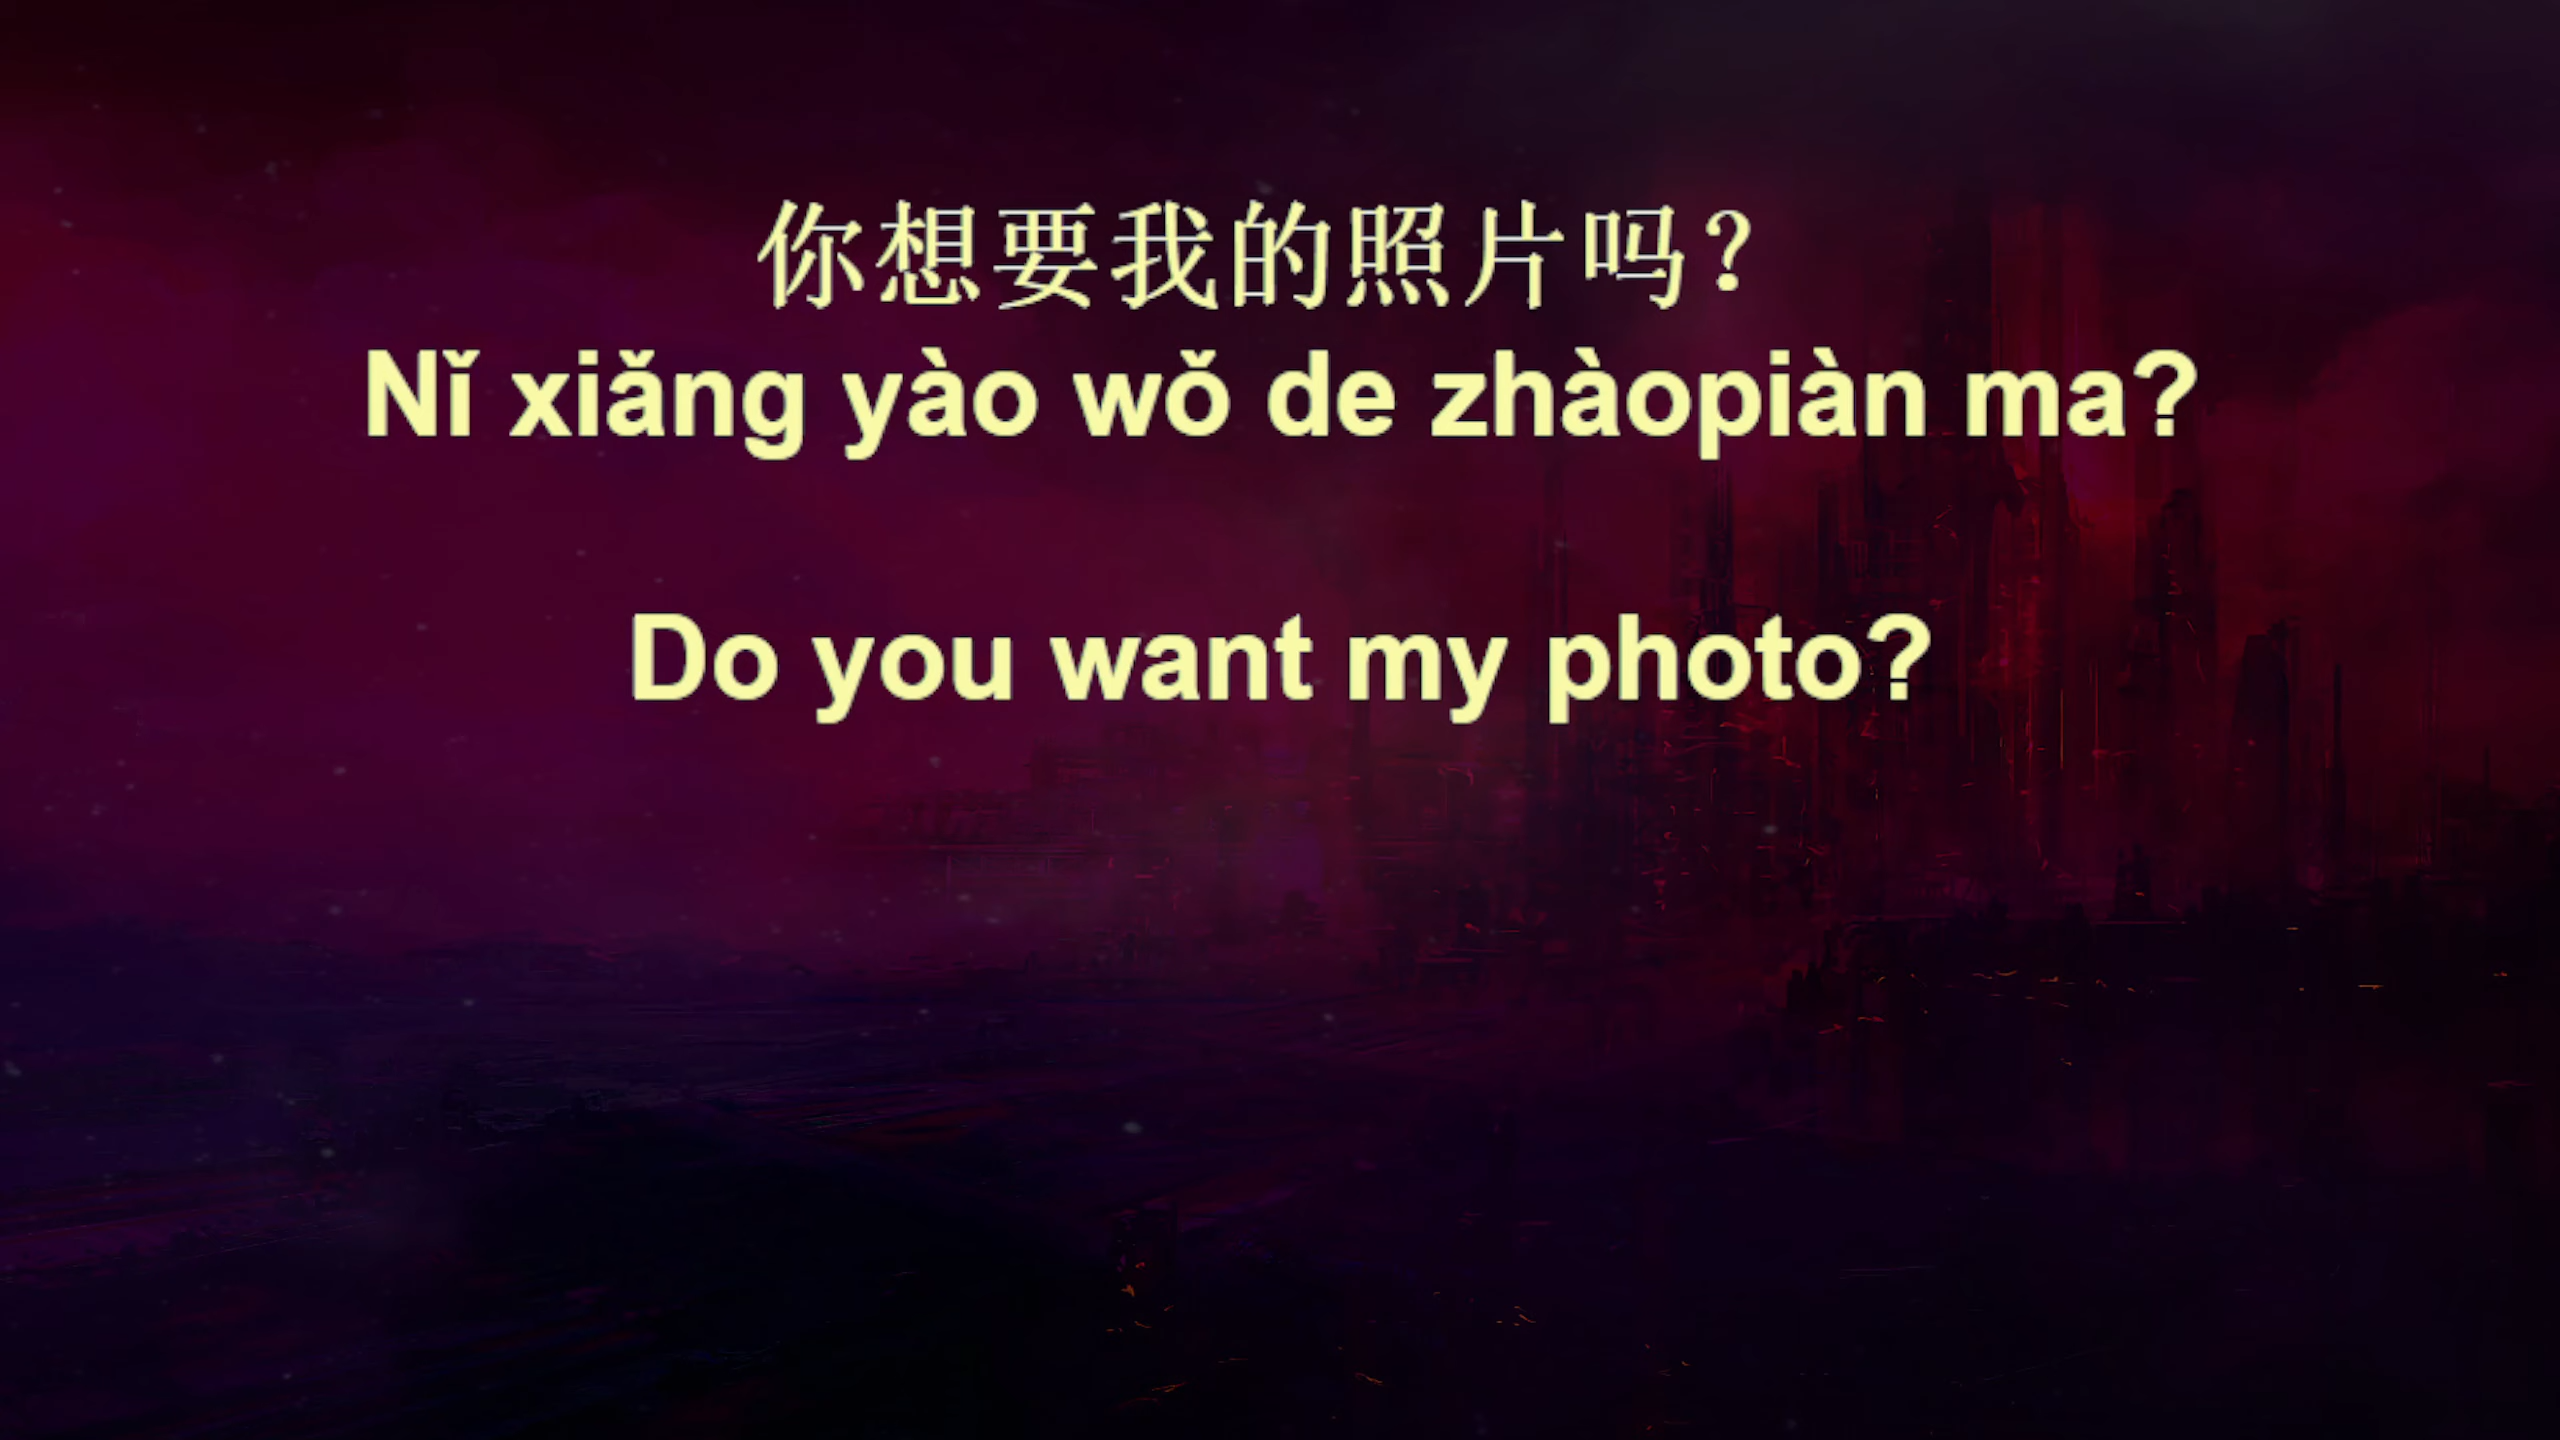 你想要我的照片吗？
Nǐ xiǎng yào wǒ de zhàopiàn ma?
Do you want my photo?